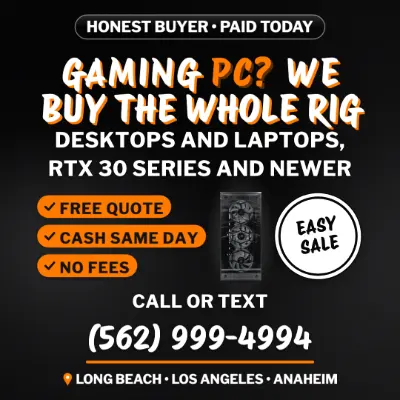 HONEST BUYER • PAID TODAY
GAMING PC? WE
BUY THE WHOLE RIG
DESKTOPS AND LAPTOPS,
RTX 30 SERIES AND NEWER
FREE QUOTE
CASH SAME DAY
NO FEES
EASY
SALE
CALL OR TEXT
(562) 999-4994
LONG BEACH • LOS ANGELES • ANAHEIM